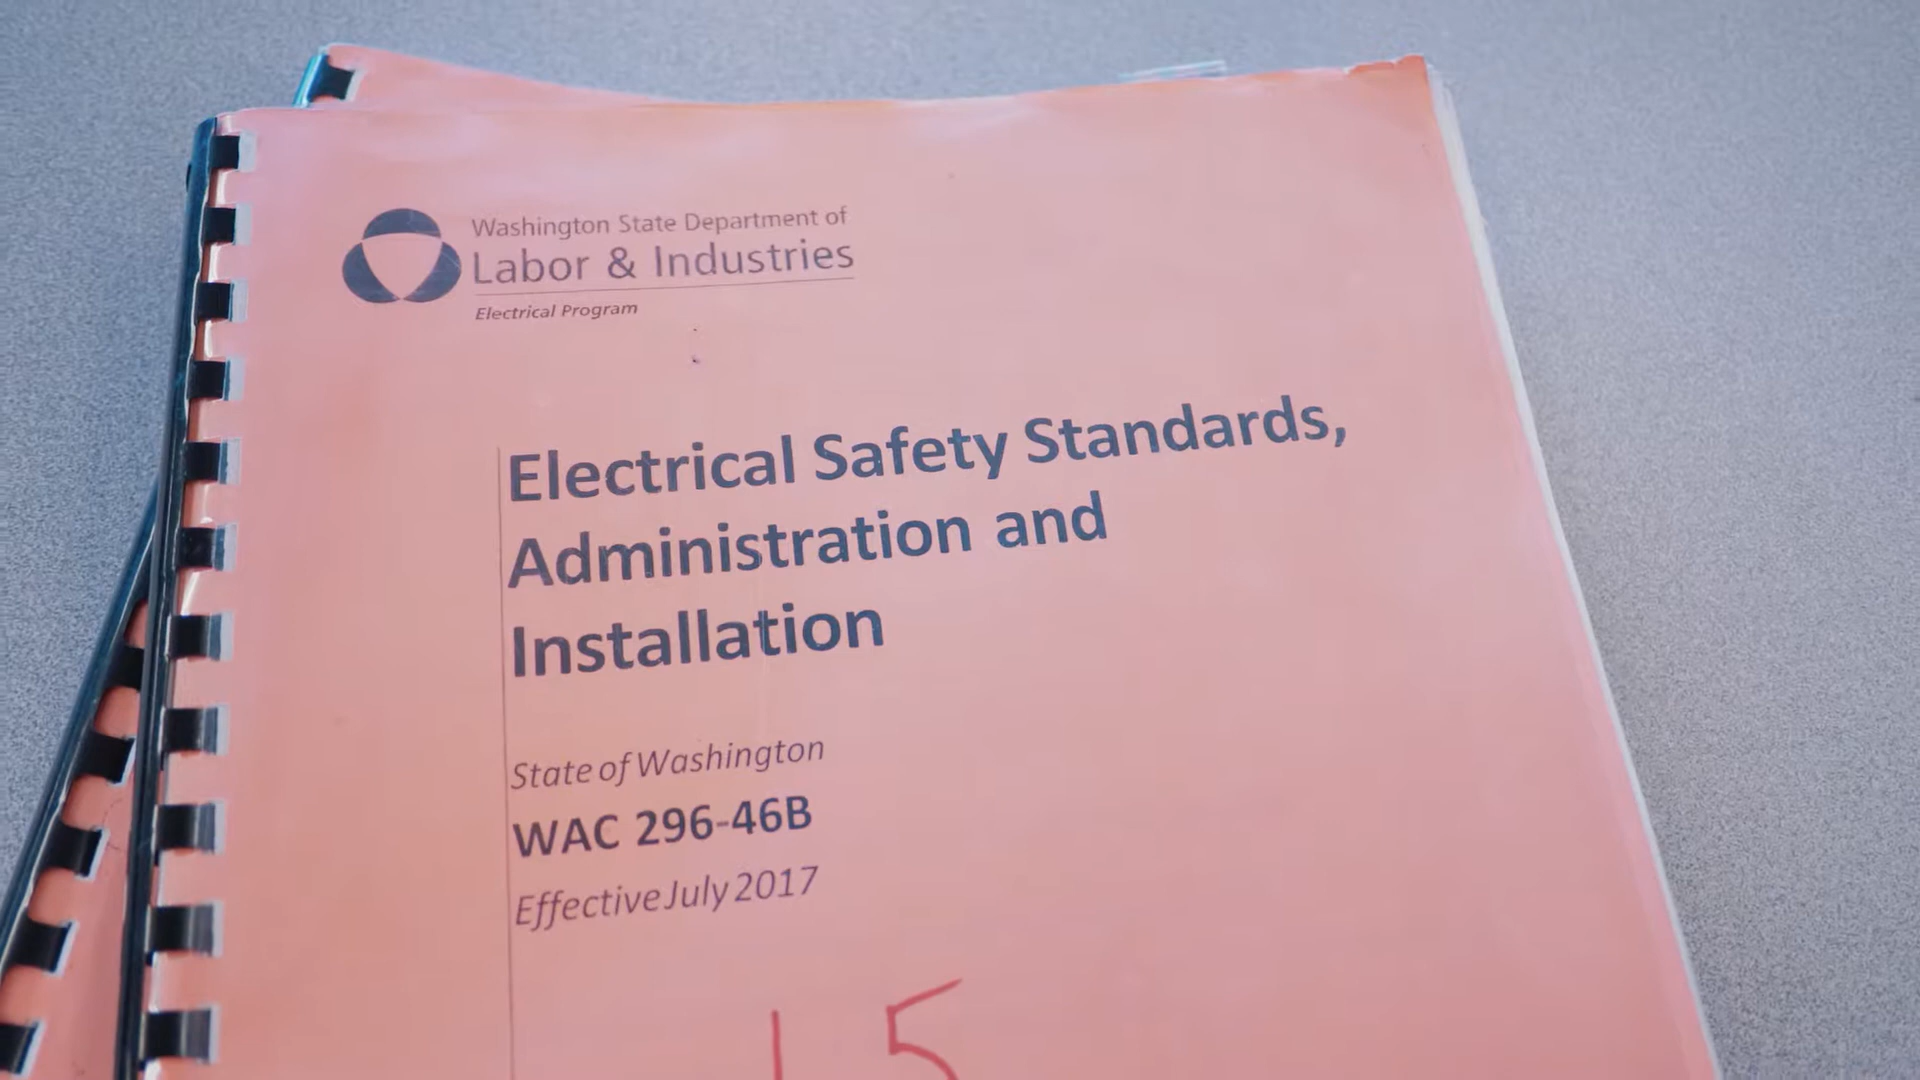 Washington State Department of
Labor & Industries
Electrical Program
Electrical Safety Standards,
Administration and
Installation
State of Washington
WAC 296-46B
Effective July 2017
15